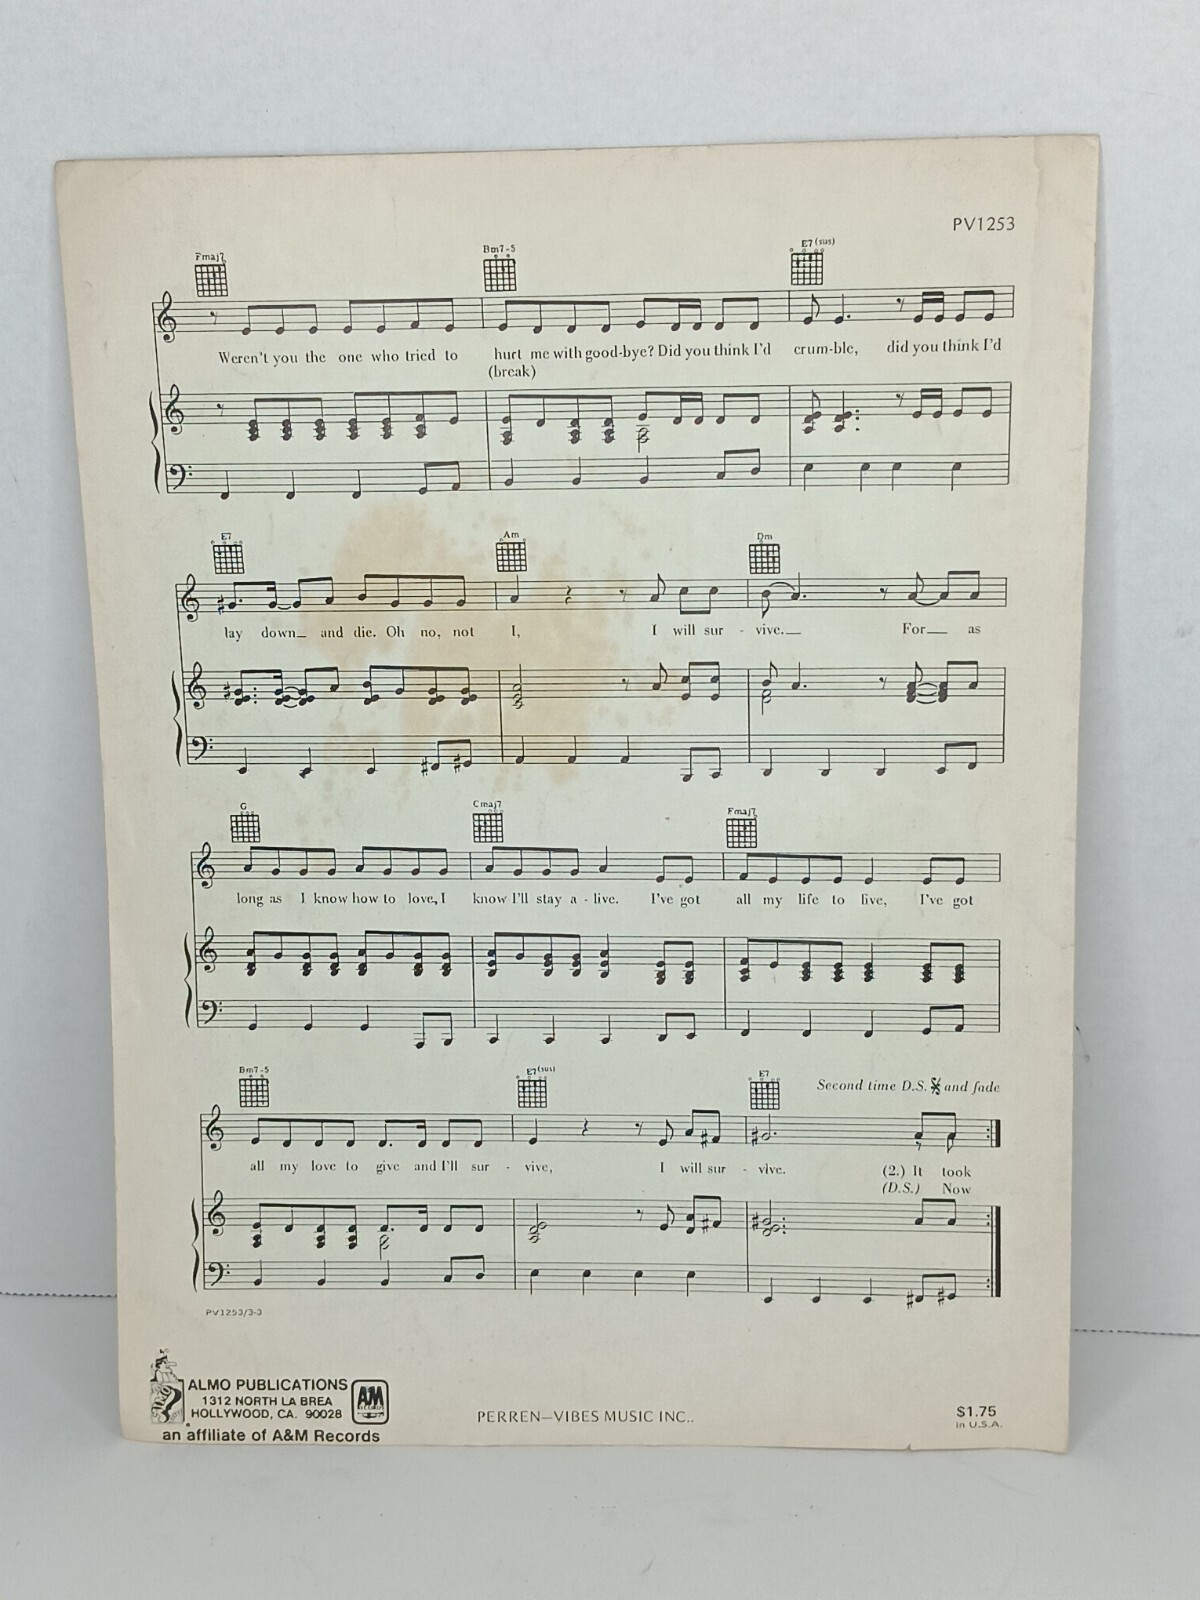 PV1253
Fmaj7 Bm7-5 E7(sus)
Weren't you the one who tried to hurt me with good-bye? Did you think I'd crum-ble, did you think I'd
(break)
E7 Am Dm
lay down__ and die. Oh no, not I, I will sur - vive.__ For__ as
G Cmaj7 Fmaj7
long as I know how to love, I know I'll stay a - live. I've got all my life to live, I've got
Bm7-5 E7(sus) E7 Second time D.S. 𝄋 and fade
all my love to give and I'll sur - vive, I will sur - vive. (2.) It took
(D.S.) Now
PV1253/3-3
ALMO PUBLICATIONS
1312 NORTH LA BREA
HOLLYWOOD, CA. 90028
an affiliate of A&M Records
A&M
RECORDS
PERREN—VIBES MUSIC INC..
$1.75
in U.S.A.